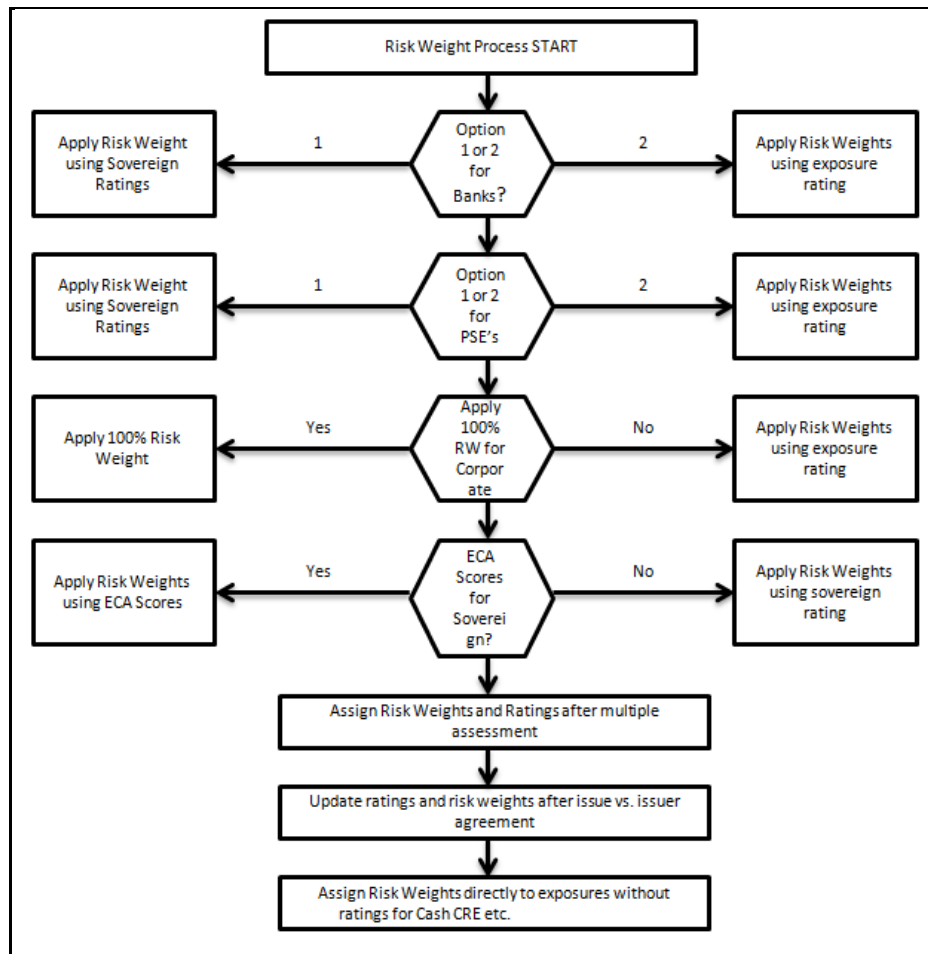 Risk Weight Process START
Option
1 or 2
for
Banks?
1
2
Apply Risk Weight
using Sovereign
Ratings
Apply Risk Weights
using exposure
rating
Option
1 or 2
for
PSE's
1
2
Apply Risk Weight
using Sovereign
Ratings
Apply Risk Weights
using exposure
rating
Apply
100%
RW for
Corpor
ate
Yes
No
Apply 100% Risk
Weight
Apply Risk Weights
using exposure
rating
ECA
Scores
for
Soverei
gn?
Yes
No
Apply Risk Weights
using ECA Scores
Apply Risk Weights
using sovereign
rating
Assign Risk Weights and Ratings after multiple
assessment
Update ratings and risk weights after issue vs. issuer
agreement
Assign Risk Weights directly to exposures without
ratings for Cash CRE etc.